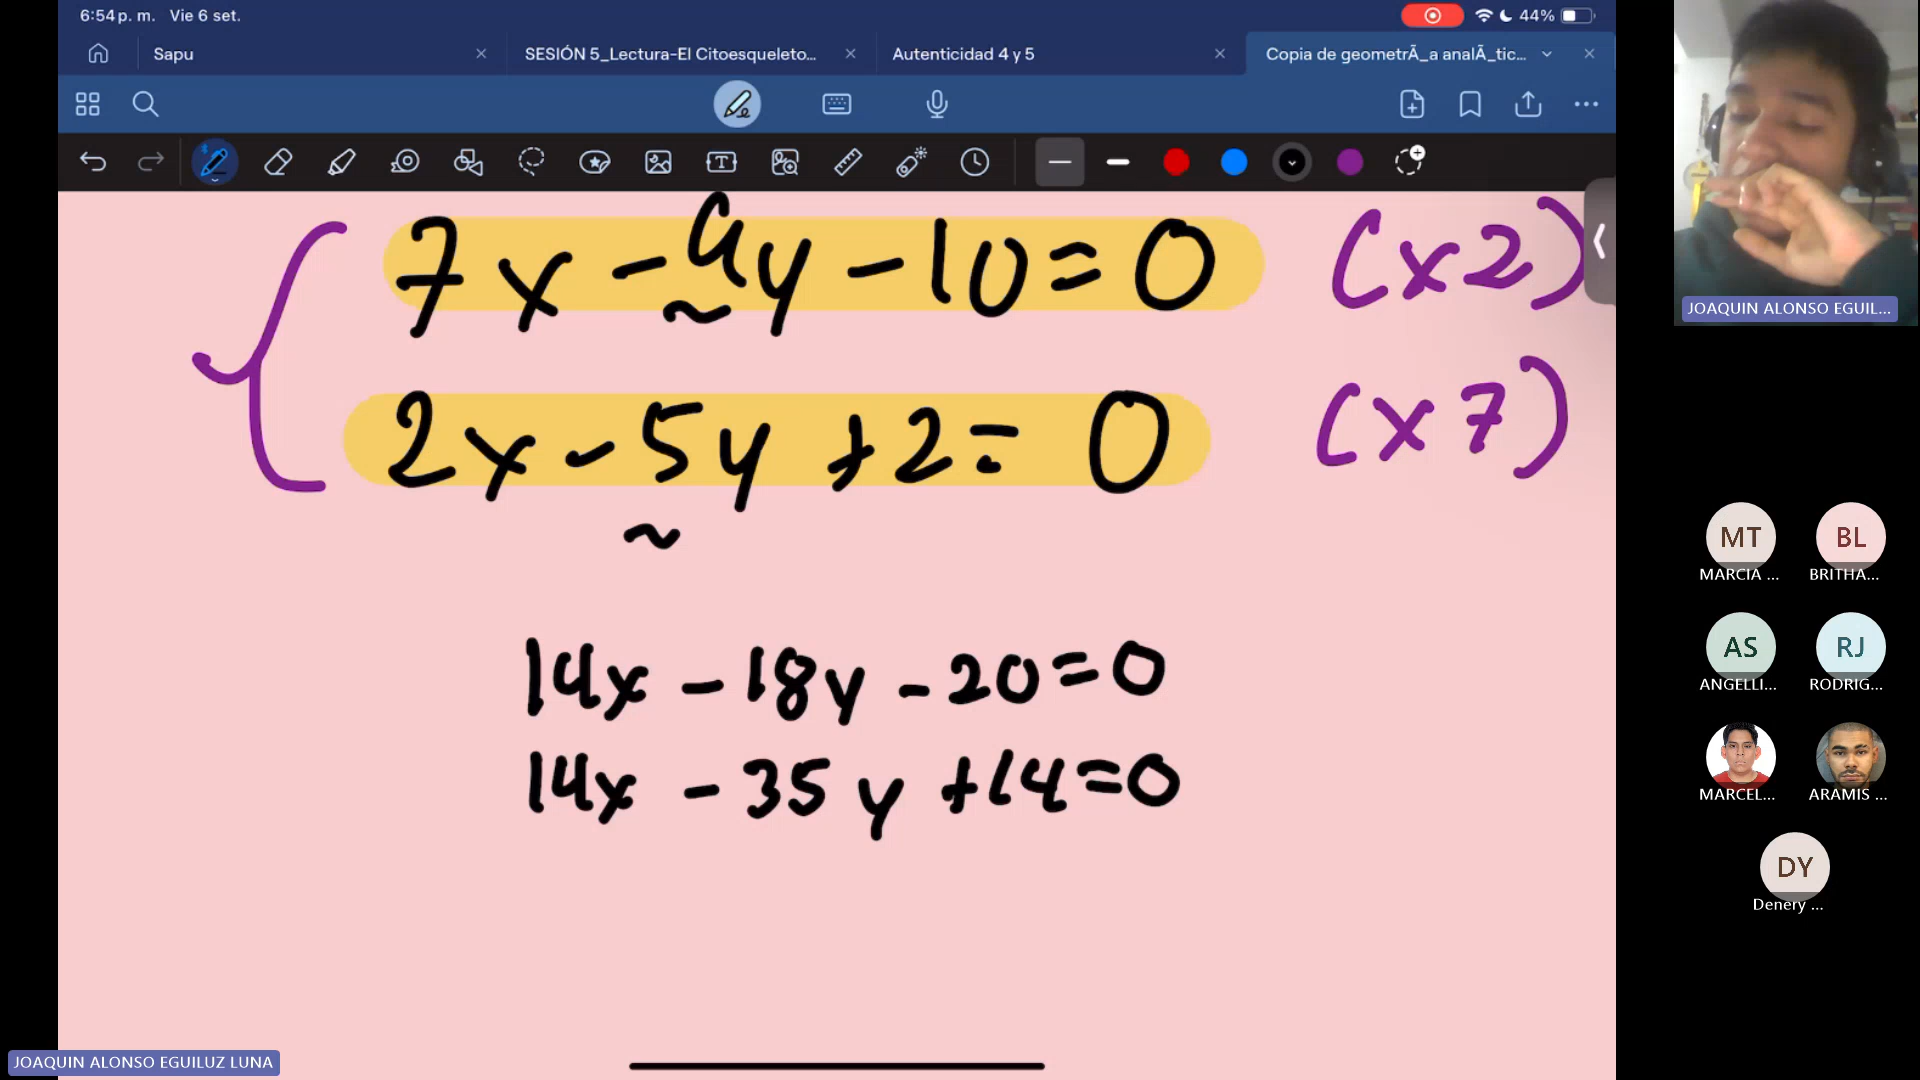 6:54 p. m. Vie 6 set.
44%
Sapu
SESIÓN 5_Lectura-El Citoesqueleto...
Autenticidad 4 y 5
Copia de geometrÃ_a analÃ_tic...
7x - 9y - 10 = 0 (x2)
2x - 5y + 2 = 0 (x7)
14x - 18y - 20 = 0
14x - 35y + 14 = 0
JOAQUIN ALONSO EGUIL...
MT
MARCIA ...
BL
BRITHA...
AS
ANGELLI...
RJ
RODRIG...
MARCEL...
ARAMIS ...
DY
Denery ...
JOAQUIN ALONSO EGUILUZ LUNA